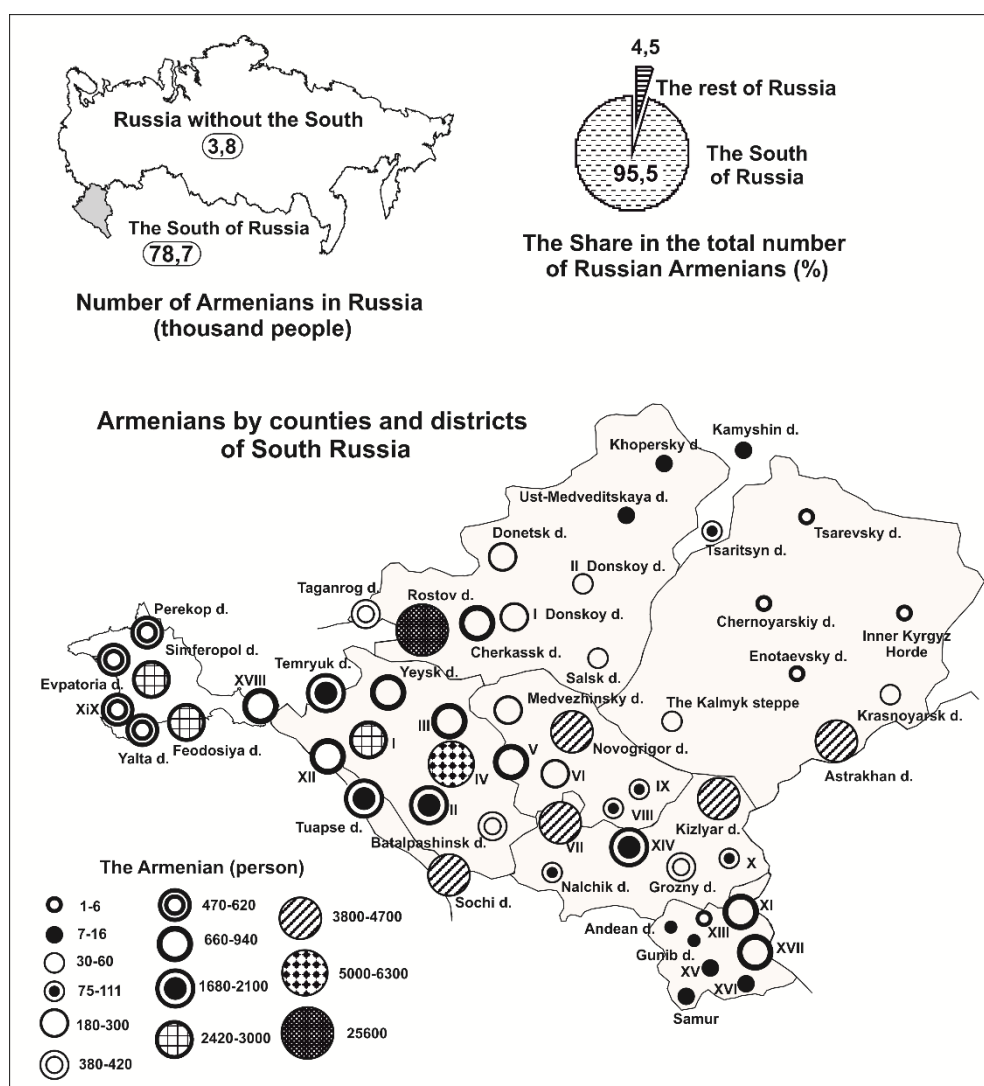 4,5
The rest of Russia
Russia without the South
3,8
The South
of Russia
95,5
The South of Russia
78,7
The Share in the total number
of Russian Armenians (%)
Number of Armenians in Russia
(thousand people)
Armenians by counties and districts
of South Russia
Kamyshin d.
Khopersky d.
Ust-Medveditskaya d.
Tsarevsky d.
Donetsk d.
Tsaritsyn d.
II Donskoy d.
Taganrog d.
Rostov d.
I Donskoy d.
Perekop d.
Chernoyarskiy d.
Inner Kyrgyz
Horde
Cherkassk d.
Simferopol d.
Enotaevsky d.
Temryuk d.
Yeysk d.
Salsk d.
Evpatoria d.
XVIII
Medvezhinsky d.
The Kalmyk steppe
XiX
Krasnoyarsk d.
III
Yalta d.
Feodosiya d.
I
V
Novogrigor d.
XII
IV
VI
Astrakhan d.
IX
Tuapse d.
II
VIII
Kizlyar d.
Batalpashinsk d.
VII
XIV
X
Nalchik d.
Grozny d.
Sochi d.
XI
Andean d.
XIII
Gunib d.
XVII
XV
XVI
Samur
The Armenian (person)
1-6
7-16
30-60
75-111
180-300
380-420
470-620
660-940
1680-2100
2420-3000
3800-4700
5000-6300
25600